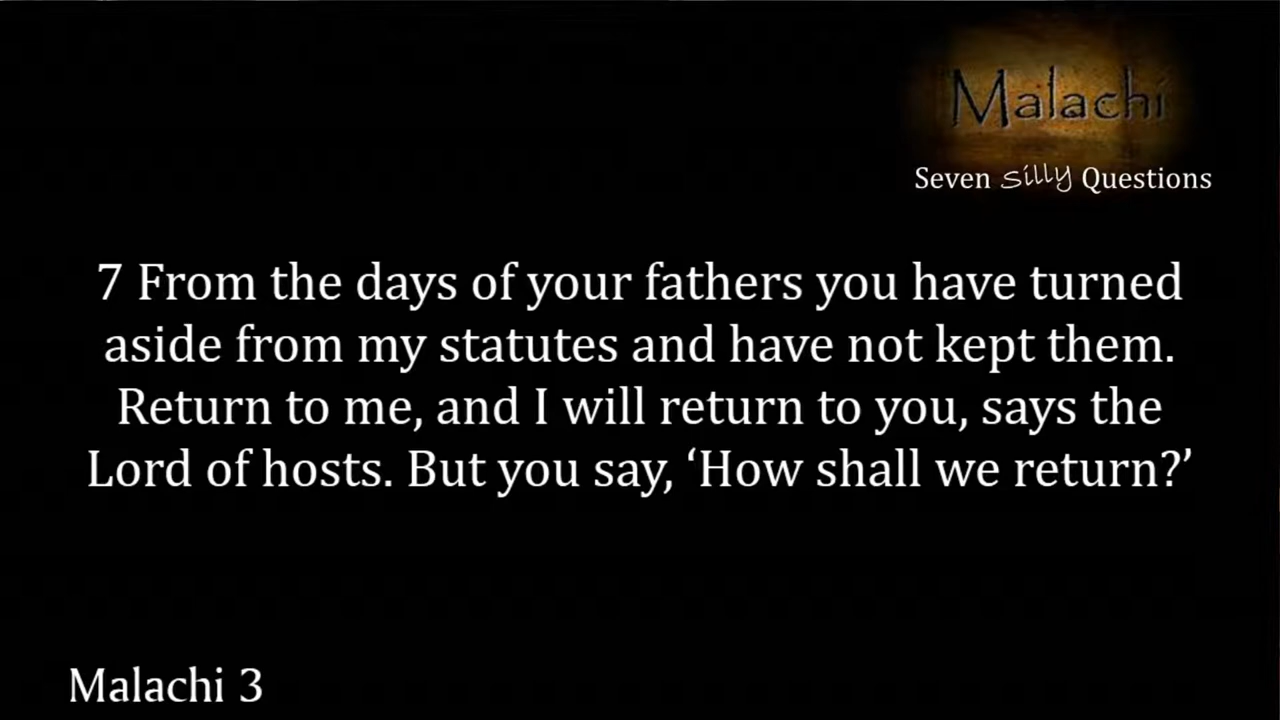 Malachi
Seven silly Questions
7 From the days of your fathers you have turned
aside from my statutes and have not kept them.
Return to me, and I will return to you, says the
Lord of hosts. But you say, ‘How shall we return?’
Malachi 3